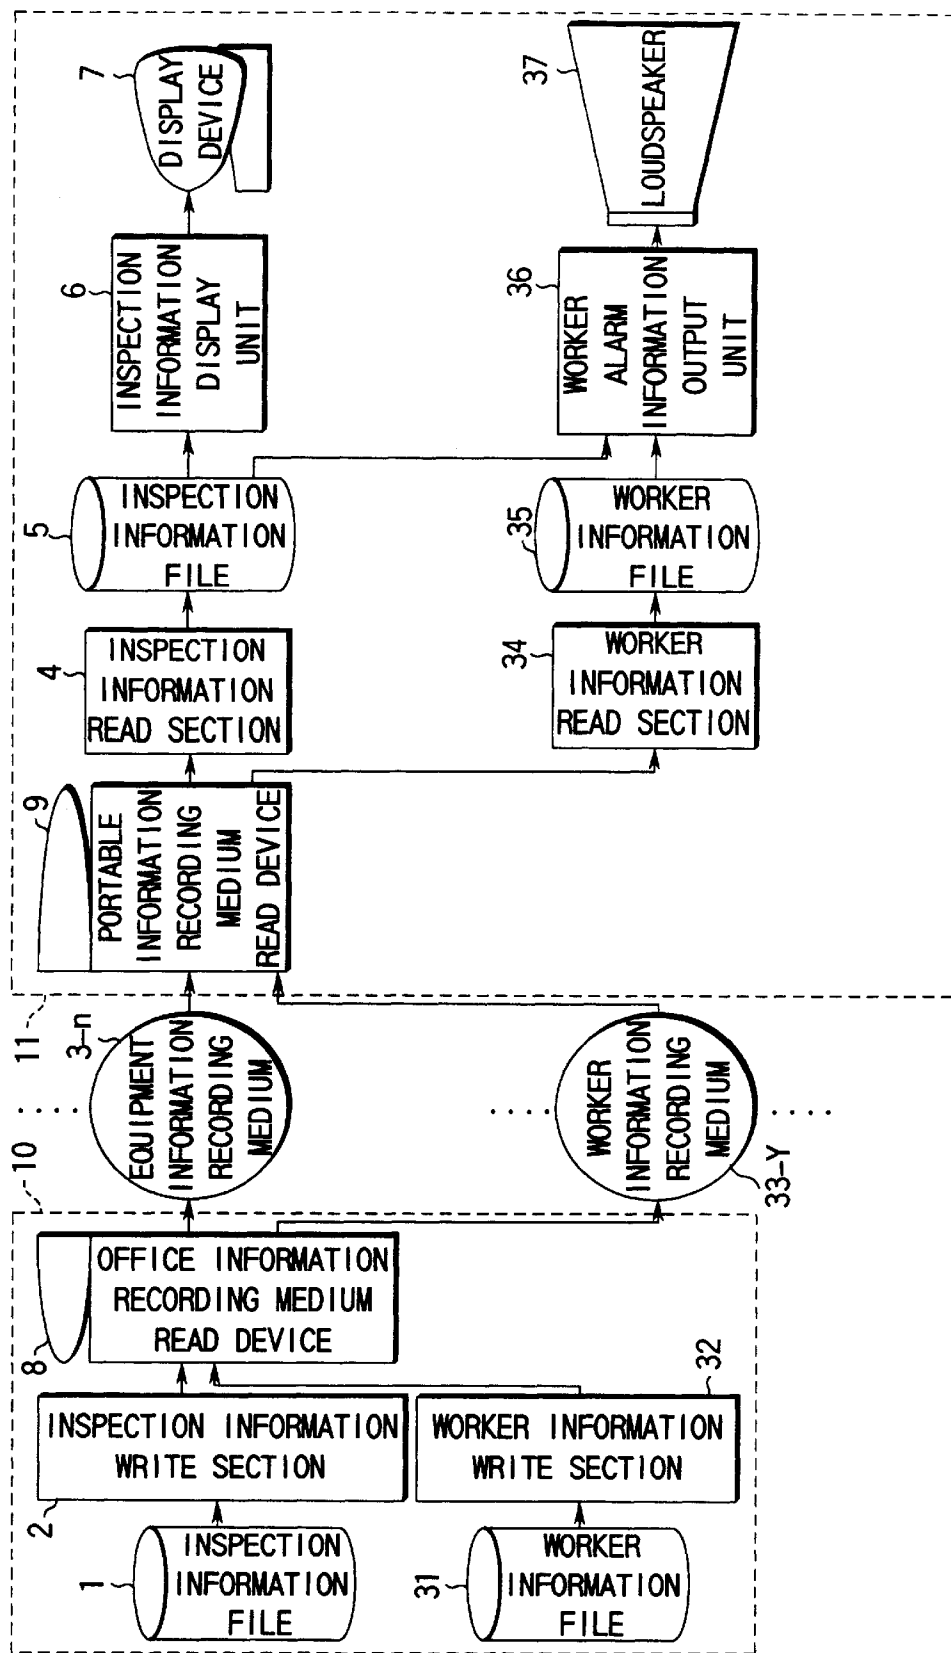 10
1
INSPECTION
INFORMATION
FILE
2
INSPECTION INFORMATION
WRITE SECTION
8
OFFICE INFORMATION
RECORDING MEDIUM
READ DEVICE
31
WORKER
INFORMATION
FILE
32
WORKER INFORMATION
WRITE SECTION
....
3-n
EQUIPMENT
INFORMATION
RECORDING
MEDIUM
....
WORKER
INFORMATION
RECORDING
MEDIUM
33-Y
....
11
9
PORTABLE
INFORMATION
RECORDING
MEDIUM
READ DEVICE
4
INSPECTION
INFORMATION
READ SECTION
5
INSPECTION
INFORMATION
FILE
6
INSPECTION
INFORMATION
DISPLAY
UNIT
7
DISPLAY
DEVICE
34
WORKER
INFORMATION
READ SECTION
35
WORKER
INFORMATION
FILE
36
WORKER
ALARM
INFORMATION
OUTPUT
UNIT
37
LOUDSPEAKER